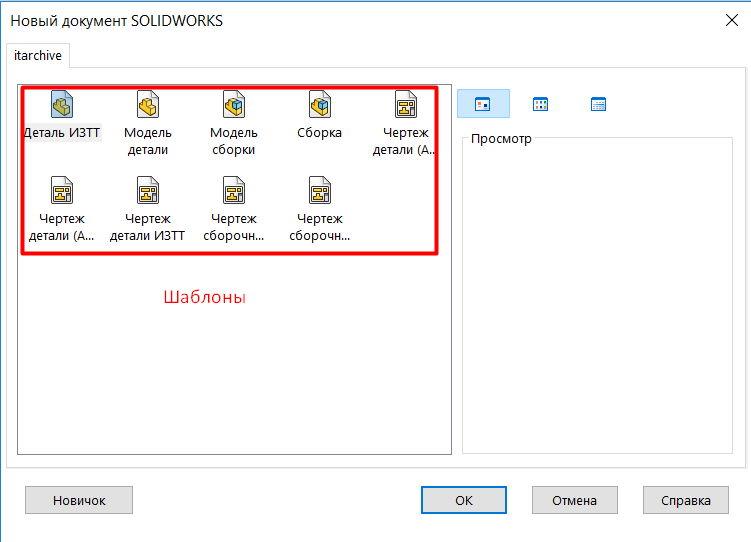 Новый документ SOLIDWORKS
itarchive
Деталь ИЗТТ
Модель
детали
Модель
сборки
Сборка
Чертеж
детали (А...
Просмотр
Чертеж
детали (А...
Чертеж
детали ИЗТТ
Чертеж
сборочн...
Чертеж
сборочн...
Шаблоны
Новичок
ОК
Отмена
Справка